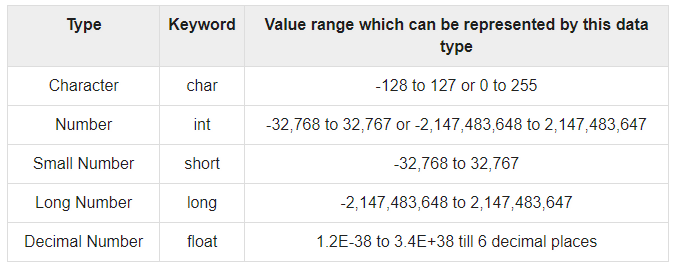 Type Keyword Value range which can be represented by this data
type
Character char -128 to 127 or 0 to 255
Number int -32,768 to 32,767 or -2,147,483,648 to 2,147,483,647
Small Number short -32,768 to 32,767
Long Number long -2,147,483,648 to 2,147,483,647
Decimal Number float 1.2E-38 to 3.4E+38 till 6 decimal places